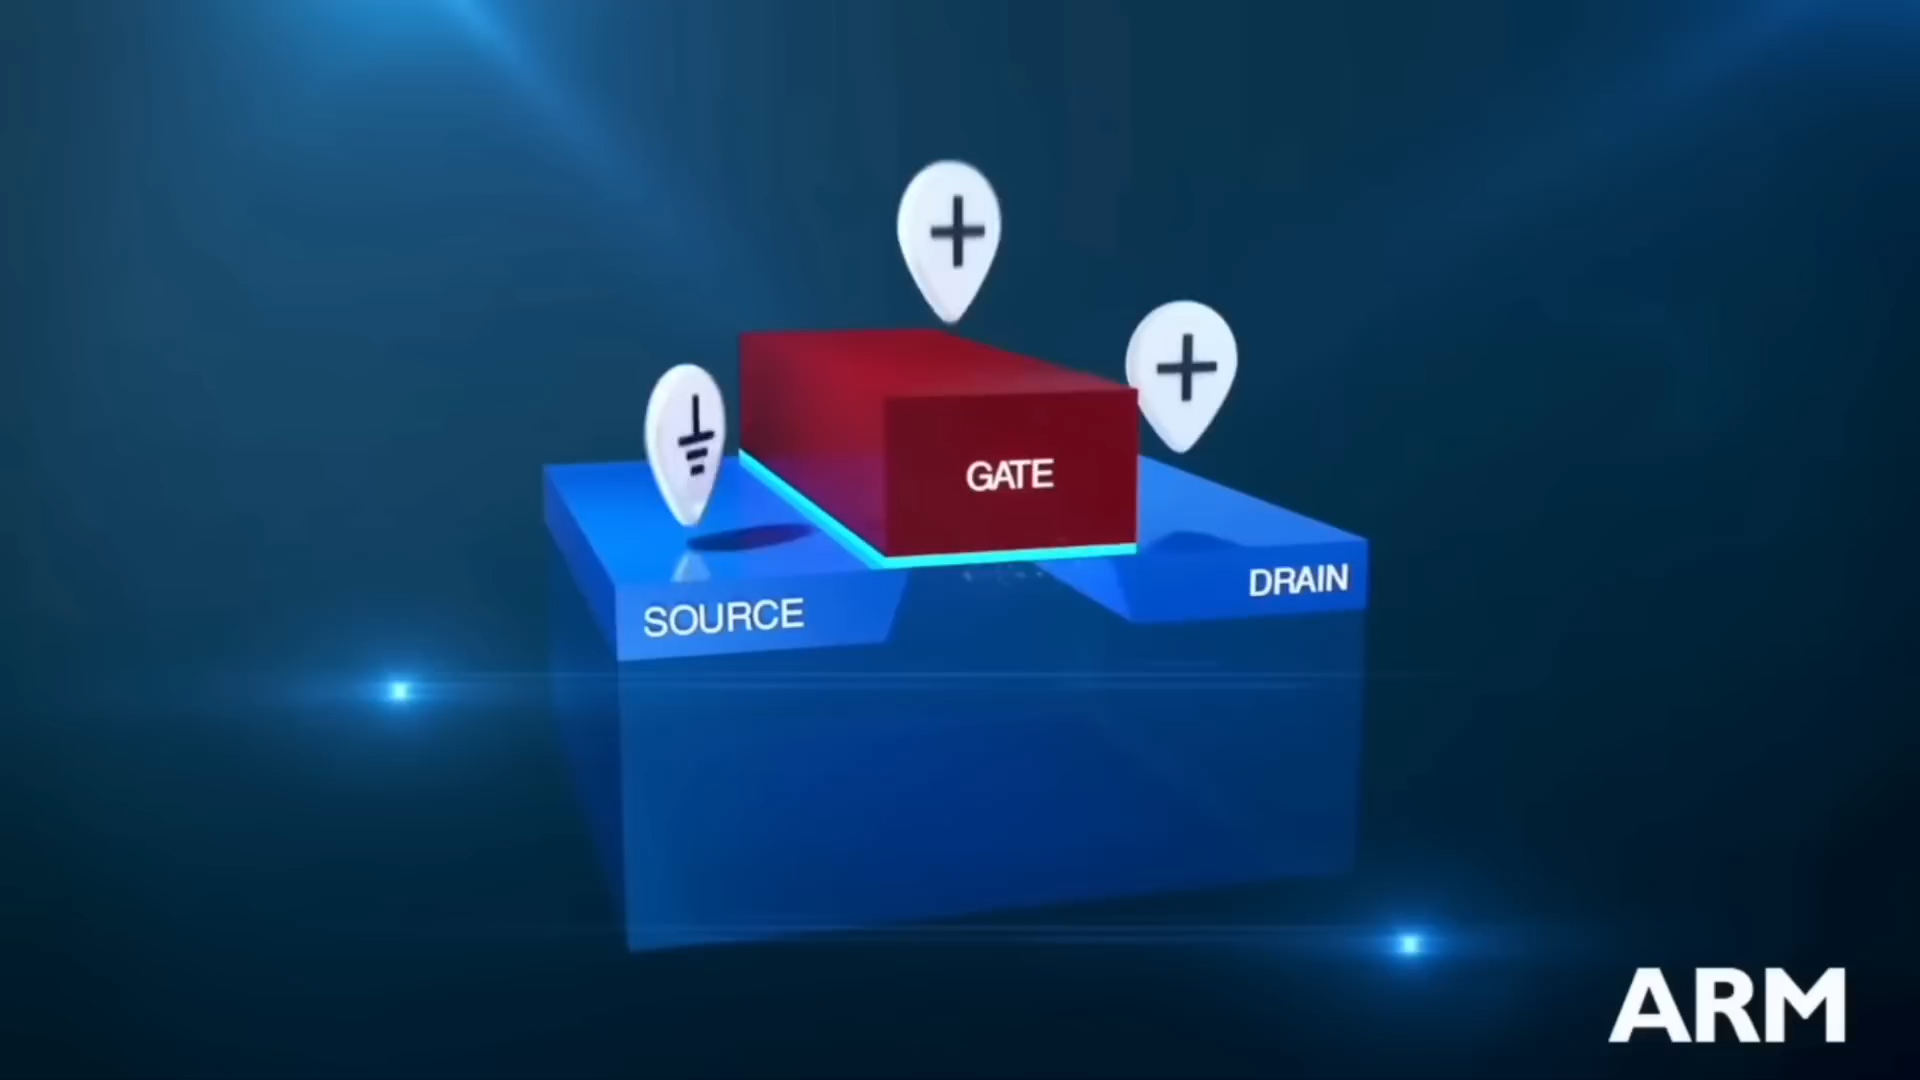 +
+
GATE
DRAIN
SOURCE
ARM